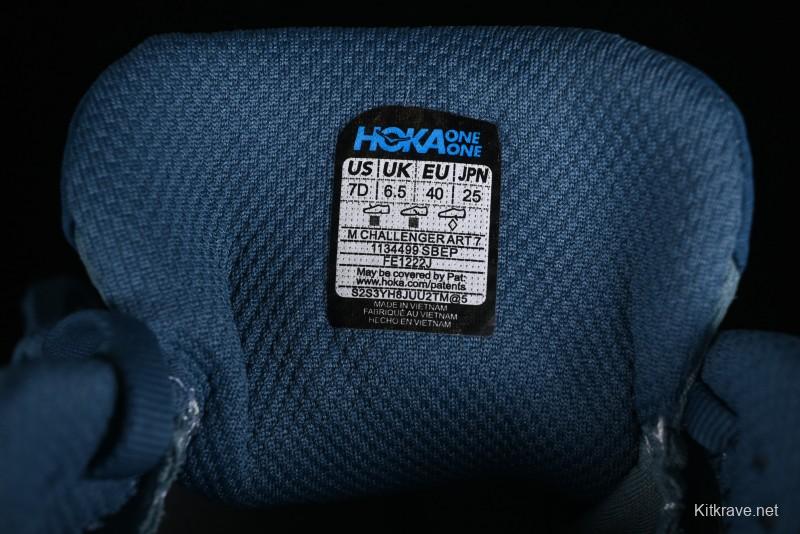 HOKA ONE ONE
US UK EU JPN
7D 6.5 40 25
M CHALLENGER ART 7
1134499 SBEP
FE1222J
May be covered by Pat:
www.hoka.com/patents
S2S3YH8JUU2TM@5
MADE IN VIETNAM
FABRIQUÉ AU VIETNAM
HECHO EN VIETNAM
Kitkrave.net